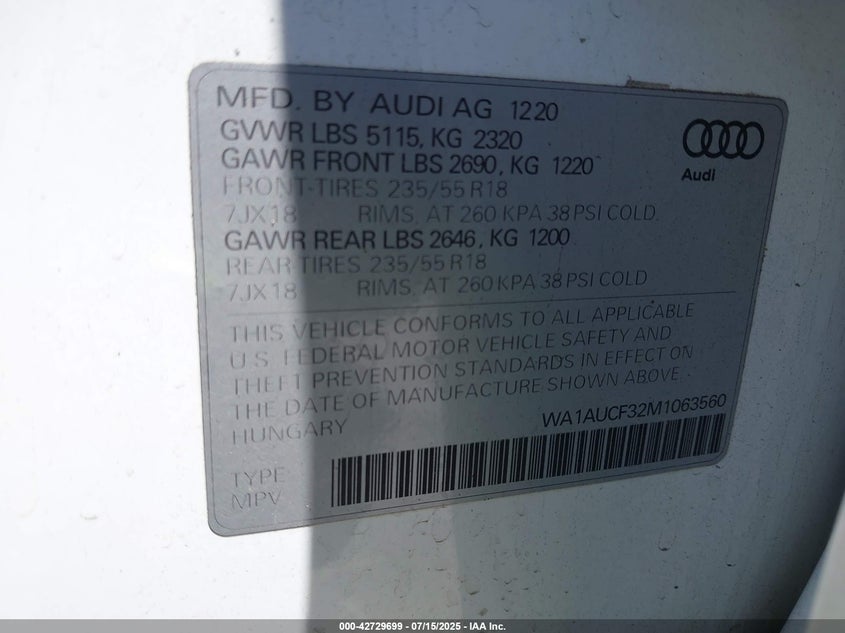 MFD. BY AUDI AG 1220
GVWR LBS 5115, KG 2320
GAWR FRONT LBS 2690, KG 1220
FRONT-TIRES 235/55 R18
7JX18 RIMS, AT 260 KPA 38 PSI COLD
GAWR REAR LBS 2646, KG 1200
REAR TIRES 235/55 R18
7JX18 RIMS, AT 260 KPA 38 PSI COLD
Audi
THIS VEHICLE CONFORMS TO ALL APPLICABLE
U.S. FEDERAL MOTOR VEHICLE SAFETY AND
THEFT PREVENTION STANDARDS IN EFFECT ON
THE DATE OF MANUFACTURE SHOWN ABOVE.
HUNGARY
WA1AUCF32M1063560
TYPE
MPV
000-42729699 - 07/15/2025 - IAA Inc.